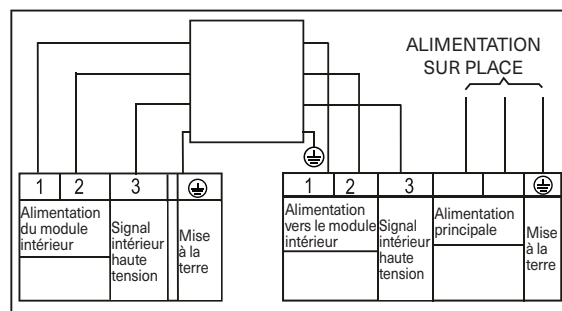 ALIMENTATION
SUR PLACE
1 2 3
Alimentation
du module
intérieur
Signal
intérieur
haute
tension
Mise
à la
terre
1 2 3
Alimentation
vers le module
intérieur
Signal
intérieur
haute
tension
Alimentation
principale
Mise
à la
terre